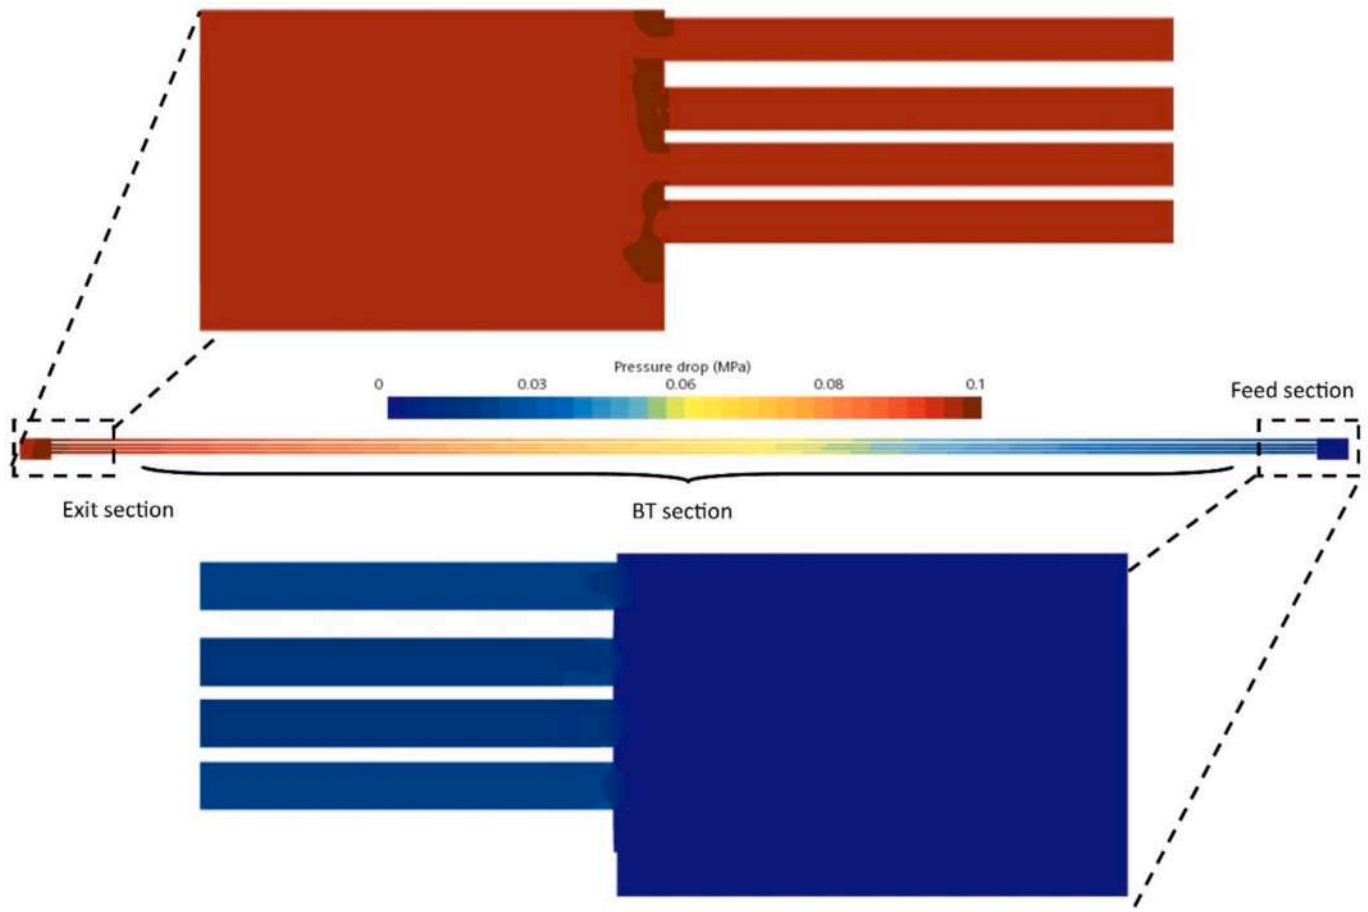 Pressure drop (MPa)
0 0.03 0.06 0.08 0.1
Feed section
Exit section
BT section